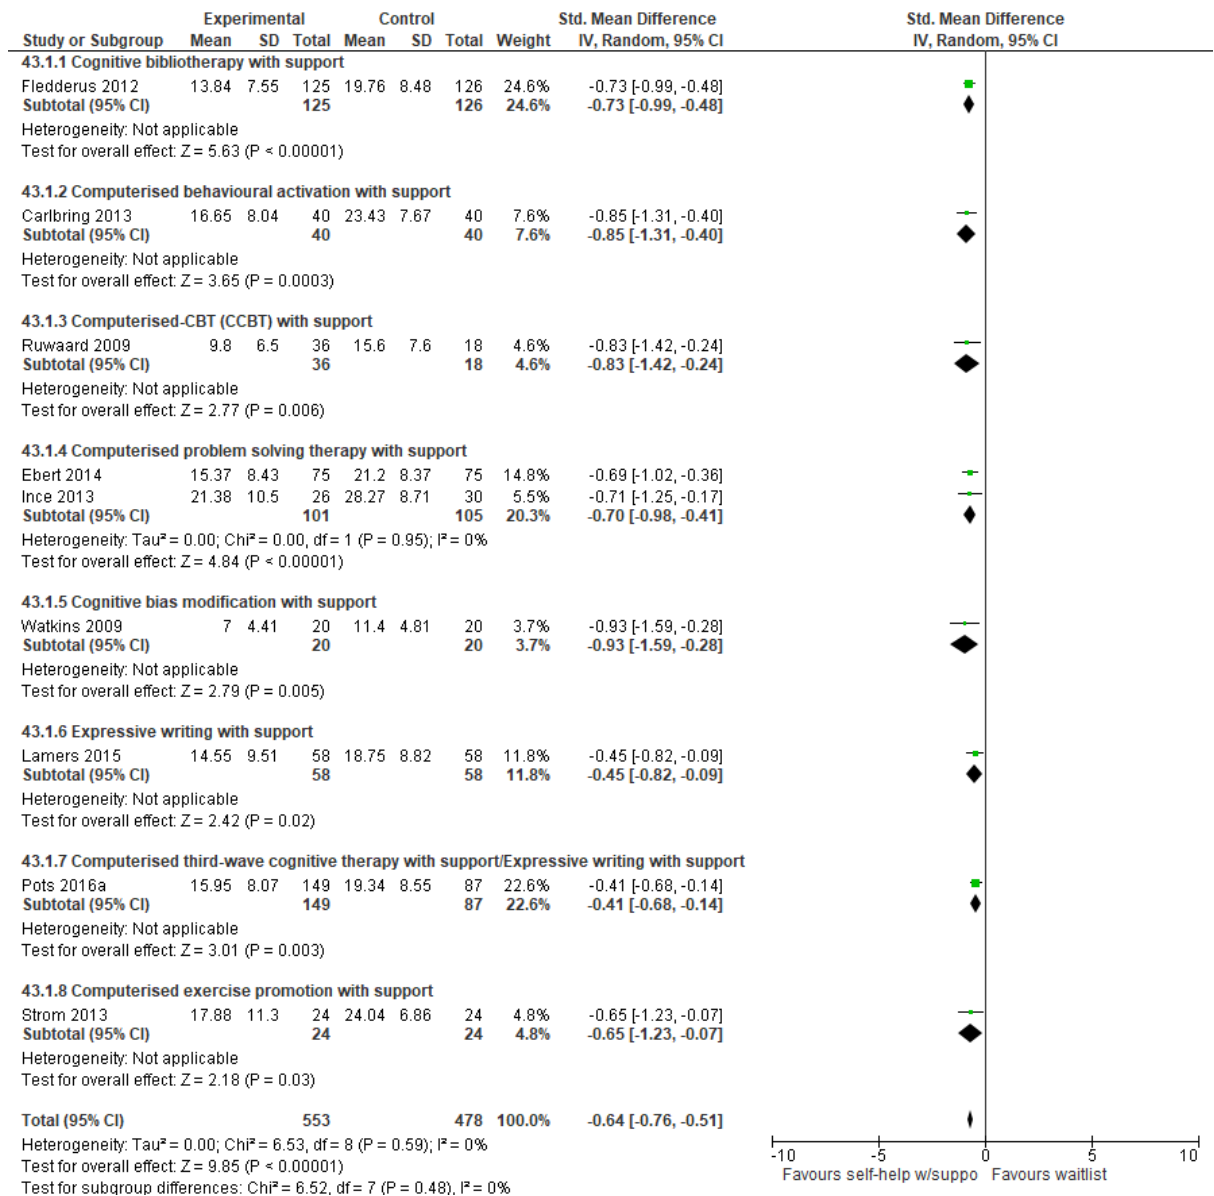 Experimental Control Std. Mean Difference Std. Mean Difference
Study or Subgroup Mean SD Total Mean SD Total Weight IV, Random, 95% CI IV, Random, 95% CI
43.1.1 Cognitive bibliotherapy with support
Fledderus 2012 13.84 7.55 125 19.76 8.48 126 24.6% -0.73 [-0.99, -0.48]
Subtotal (95% CI) 125 126 24.6% -0.73 [-0.99, -0.48]
Heterogeneity: Not applicable
Test for overall effect: Z = 5.63 (P < 0.00001)
43.1.2 Computerised behavioural activation with support
Carlbring 2013 16.65 8.04 40 23.43 7.67 40 7.6% -0.85 [-1.31, -0.40]
Subtotal (95% CI) 40 40 7.6% -0.85 [-1.31, -0.40]
Heterogeneity: Not applicable
Test for overall effect: Z = 3.65 (P = 0.0003)
43.1.3 Computerised-CBT (CCBT) with support
Ruwaard 2009 9.8 6.5 36 15.6 7.6 18 4.6% -0.83 [-1.42, -0.24]
Subtotal (95% CI) 36 18 4.6% -0.83 [-1.42, -0.24]
Heterogeneity: Not applicable
Test for overall effect: Z = 2.77 (P = 0.006)
43.1.4 Computerised problem solving therapy with support
Ebert 2014 15.37 8.43 75 21.2 8.37 75 14.8% -0.69 [-1.02, -0.36]
Ince 2013 21.38 10.5 26 28.27 8.71 30 5.5% -0.71 [-1.25, -0.17]
Subtotal (95% CI) 101 105 20.3% -0.70 [-0.98, -0.41]
Heterogeneity: Tau² = 0.00; Chi² = 0.00, df = 1 (P = 0.95); I² = 0%
Test for overall effect: Z = 4.84 (P < 0.00001)
43.1.5 Cognitive bias modification with support
Watkins 2009 7 4.41 20 11.4 4.81 20 3.7% -0.93 [-1.59, -0.28]
Subtotal (95% CI) 20 20 3.7% -0.93 [-1.59, -0.28]
Heterogeneity: Not applicable
Test for overall effect: Z = 2.79 (P = 0.005)
43.1.6 Expressive writing with support
Lamers 2015 14.55 9.51 58 18.75 8.82 58 11.8% -0.45 [-0.82, -0.09]
Subtotal (95% CI) 58 58 11.8% -0.45 [-0.82, -0.09]
Heterogeneity: Not applicable
Test for overall effect: Z = 2.42 (P = 0.02)
43.1.7 Computerised third-wave cognitive therapy with support/Expressive writing with support
Pots 2016a 15.95 8.07 149 19.34 8.55 87 22.6% -0.41 [-0.68, -0.14]
Subtotal (95% CI) 149 87 22.6% -0.41 [-0.68, -0.14]
Heterogeneity: Not applicable
Test for overall effect: Z = 3.01 (P = 0.003)
43.1.8 Computerised exercise promotion with support
Strom 2013 17.88 11.3 24 24.04 6.86 24 4.8% -0.65 [-1.23, -0.07]
Subtotal (95% CI) 24 24 4.8% -0.65 [-1.23, -0.07]
Heterogeneity: Not applicable
Test for overall effect: Z = 2.18 (P = 0.03)
Total (95% CI) 553 478 100.0% -0.64 [-0.76, -0.51]
Heterogeneity: Tau² = 0.00; Chi² = 6.53, df = 8 (P = 0.59); I² = 0%
Test for overall effect: Z = 9.85 (P < 0.00001)
Test for subgroup differences: Chi² = 6.52, df = 7 (P = 0.48), I² = 0%
-10 -5 0 5 10
Favours self-help w/suppo Favours waitlist